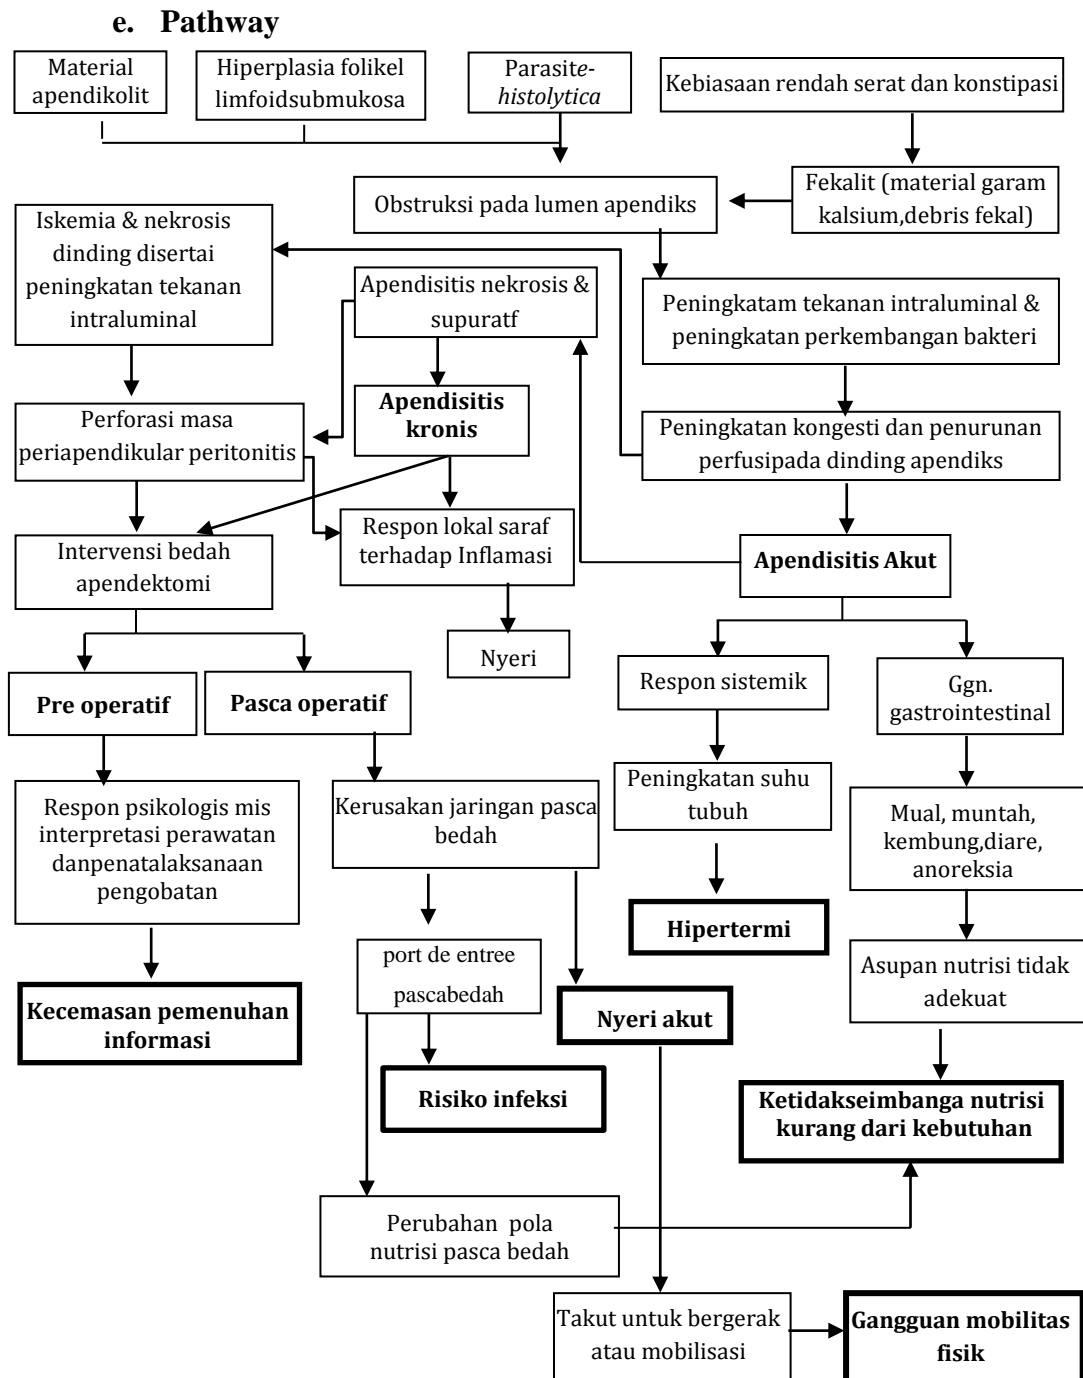 e. Pathway
Material
apendikolit
Hiperplasia folikel
limfoidsubmukosa
Parasite-
histolytica
Kebiasaan rendah serat dan konstipasi
Obstruksi pada lumen apendiks
Fekalit (material garam
kalsium,debris fekal)
Iskemia & nekrosis
dinding disertai
peningkatan tekanan
intraluminal
Apendisitis nekrosis &
supuratf
Peningkatam tekanan intraluminal &
peningkatan perkembangan bakteri
Perforasi masa
periapendikular peritonitis
Apendisitis
kronis
Peningkatan kongesti dan penurunan
perfusipada dinding apendiks
Intervensi bedah
apendektomi
Respon lokal saraf
terhadap Inflamasi
Apendisitis Akut
Nyeri
Pre operatif
Pasca operatif
Respon sistemik
Ggn.
gastrointestinal
Respon psikologis mis
interpretasi perawatan
danpenatalaksanaan
pengobatan
Kerusakan jaringan pasca
bedah
Peningkatan suhu
tubuh
Mual, muntah,
kembung,diare,
anoreksia
Hipertermi
port de entree
pascabedah
Asupan nutrisi tidak
adekuat
Kecemasan pemenuhan
informasi
Nyeri akut
Risiko infeksi
Ketidakseimbanga nutrisi
kurang dari kebutuhan
Perubahan pola
nutrisi pasca bedah
Takut untuk bergerak
atau mobilisasi
Gangguan mobilitas
fisik